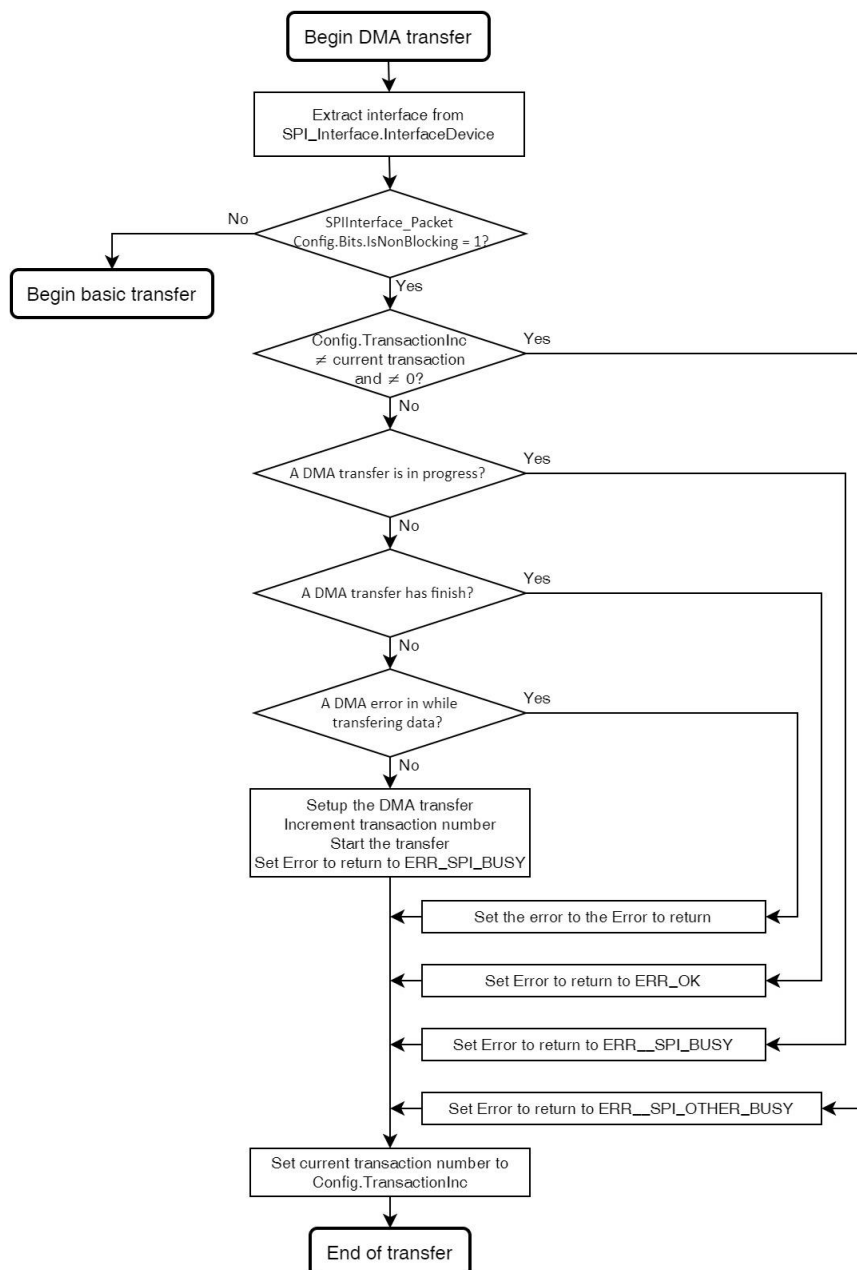 Begin DMA transfer
Extract interface from
SPI_Interface.InterfaceDevice
No
SPIInterface_Packet
Config.Bits.IsNonBlocking = 1?
Begin basic transfer
Yes
Config.TransactionInc
≠ current transaction
and ≠ 0?
Yes
No
A DMA transfer is in progress?
Yes
No
A DMA transfer has finish?
Yes
No
A DMA error in while
transfering data?
Yes
No
Setup the DMA transfer
Increment transaction number
Start the transfer
Set Error to return to ERR_SPI_BUSY
Set the error to the Error to return
Set Error to return to ERR_OK
Set Error to return to ERR__SPI_BUSY
Set Error to return to ERR__SPI_OTHER_BUSY
Set current transaction number to
Config.TransactionInc
End of transfer